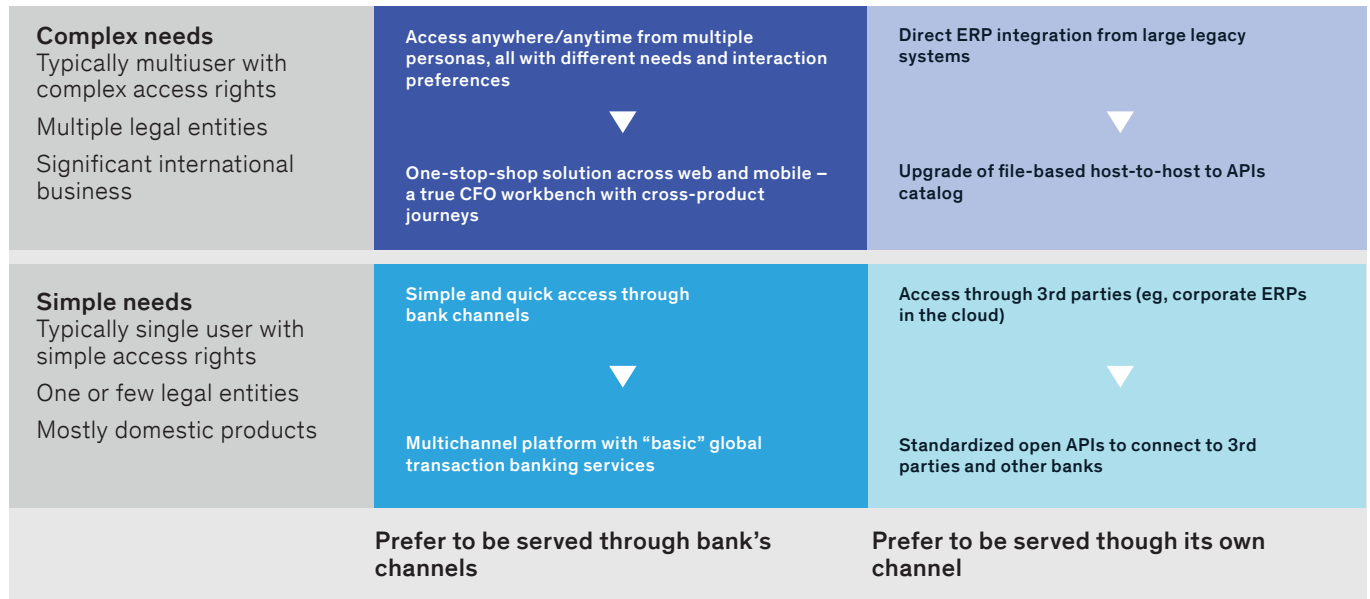 Complex needs
Typically multiuser with
complex access rights
Multiple legal entities
Significant international
business
Access anywhere/anytime from multiple
personas, all with different needs and interaction
preferences
One-stop-shop solution across web and mobile –
a true CFO workbench with cross-product
journeys
Direct ERP integration from large legacy
systems
Upgrade of file-based host-to-host to APIs
catalog
Simple needs
Typically single user with
simple access rights
One or few legal entities
Mostly domestic products
Simple and quick access through
bank channels
Multichannel platform with “basic” global
transaction banking services
Access through 3rd parties (eg, corporate ERPs
in the cloud)
Standardized open APIs to connect to 3rd
parties and other banks
Prefer to be served through bank’s
channels
Prefer to be served though its own
channel